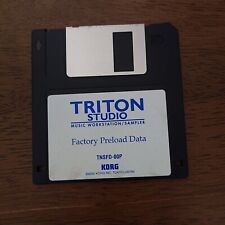 TRITON
STUDIO
MUSIC WORKSTATION/SAMPLER
Factory Preload Data
TNSFD-00P
KORG